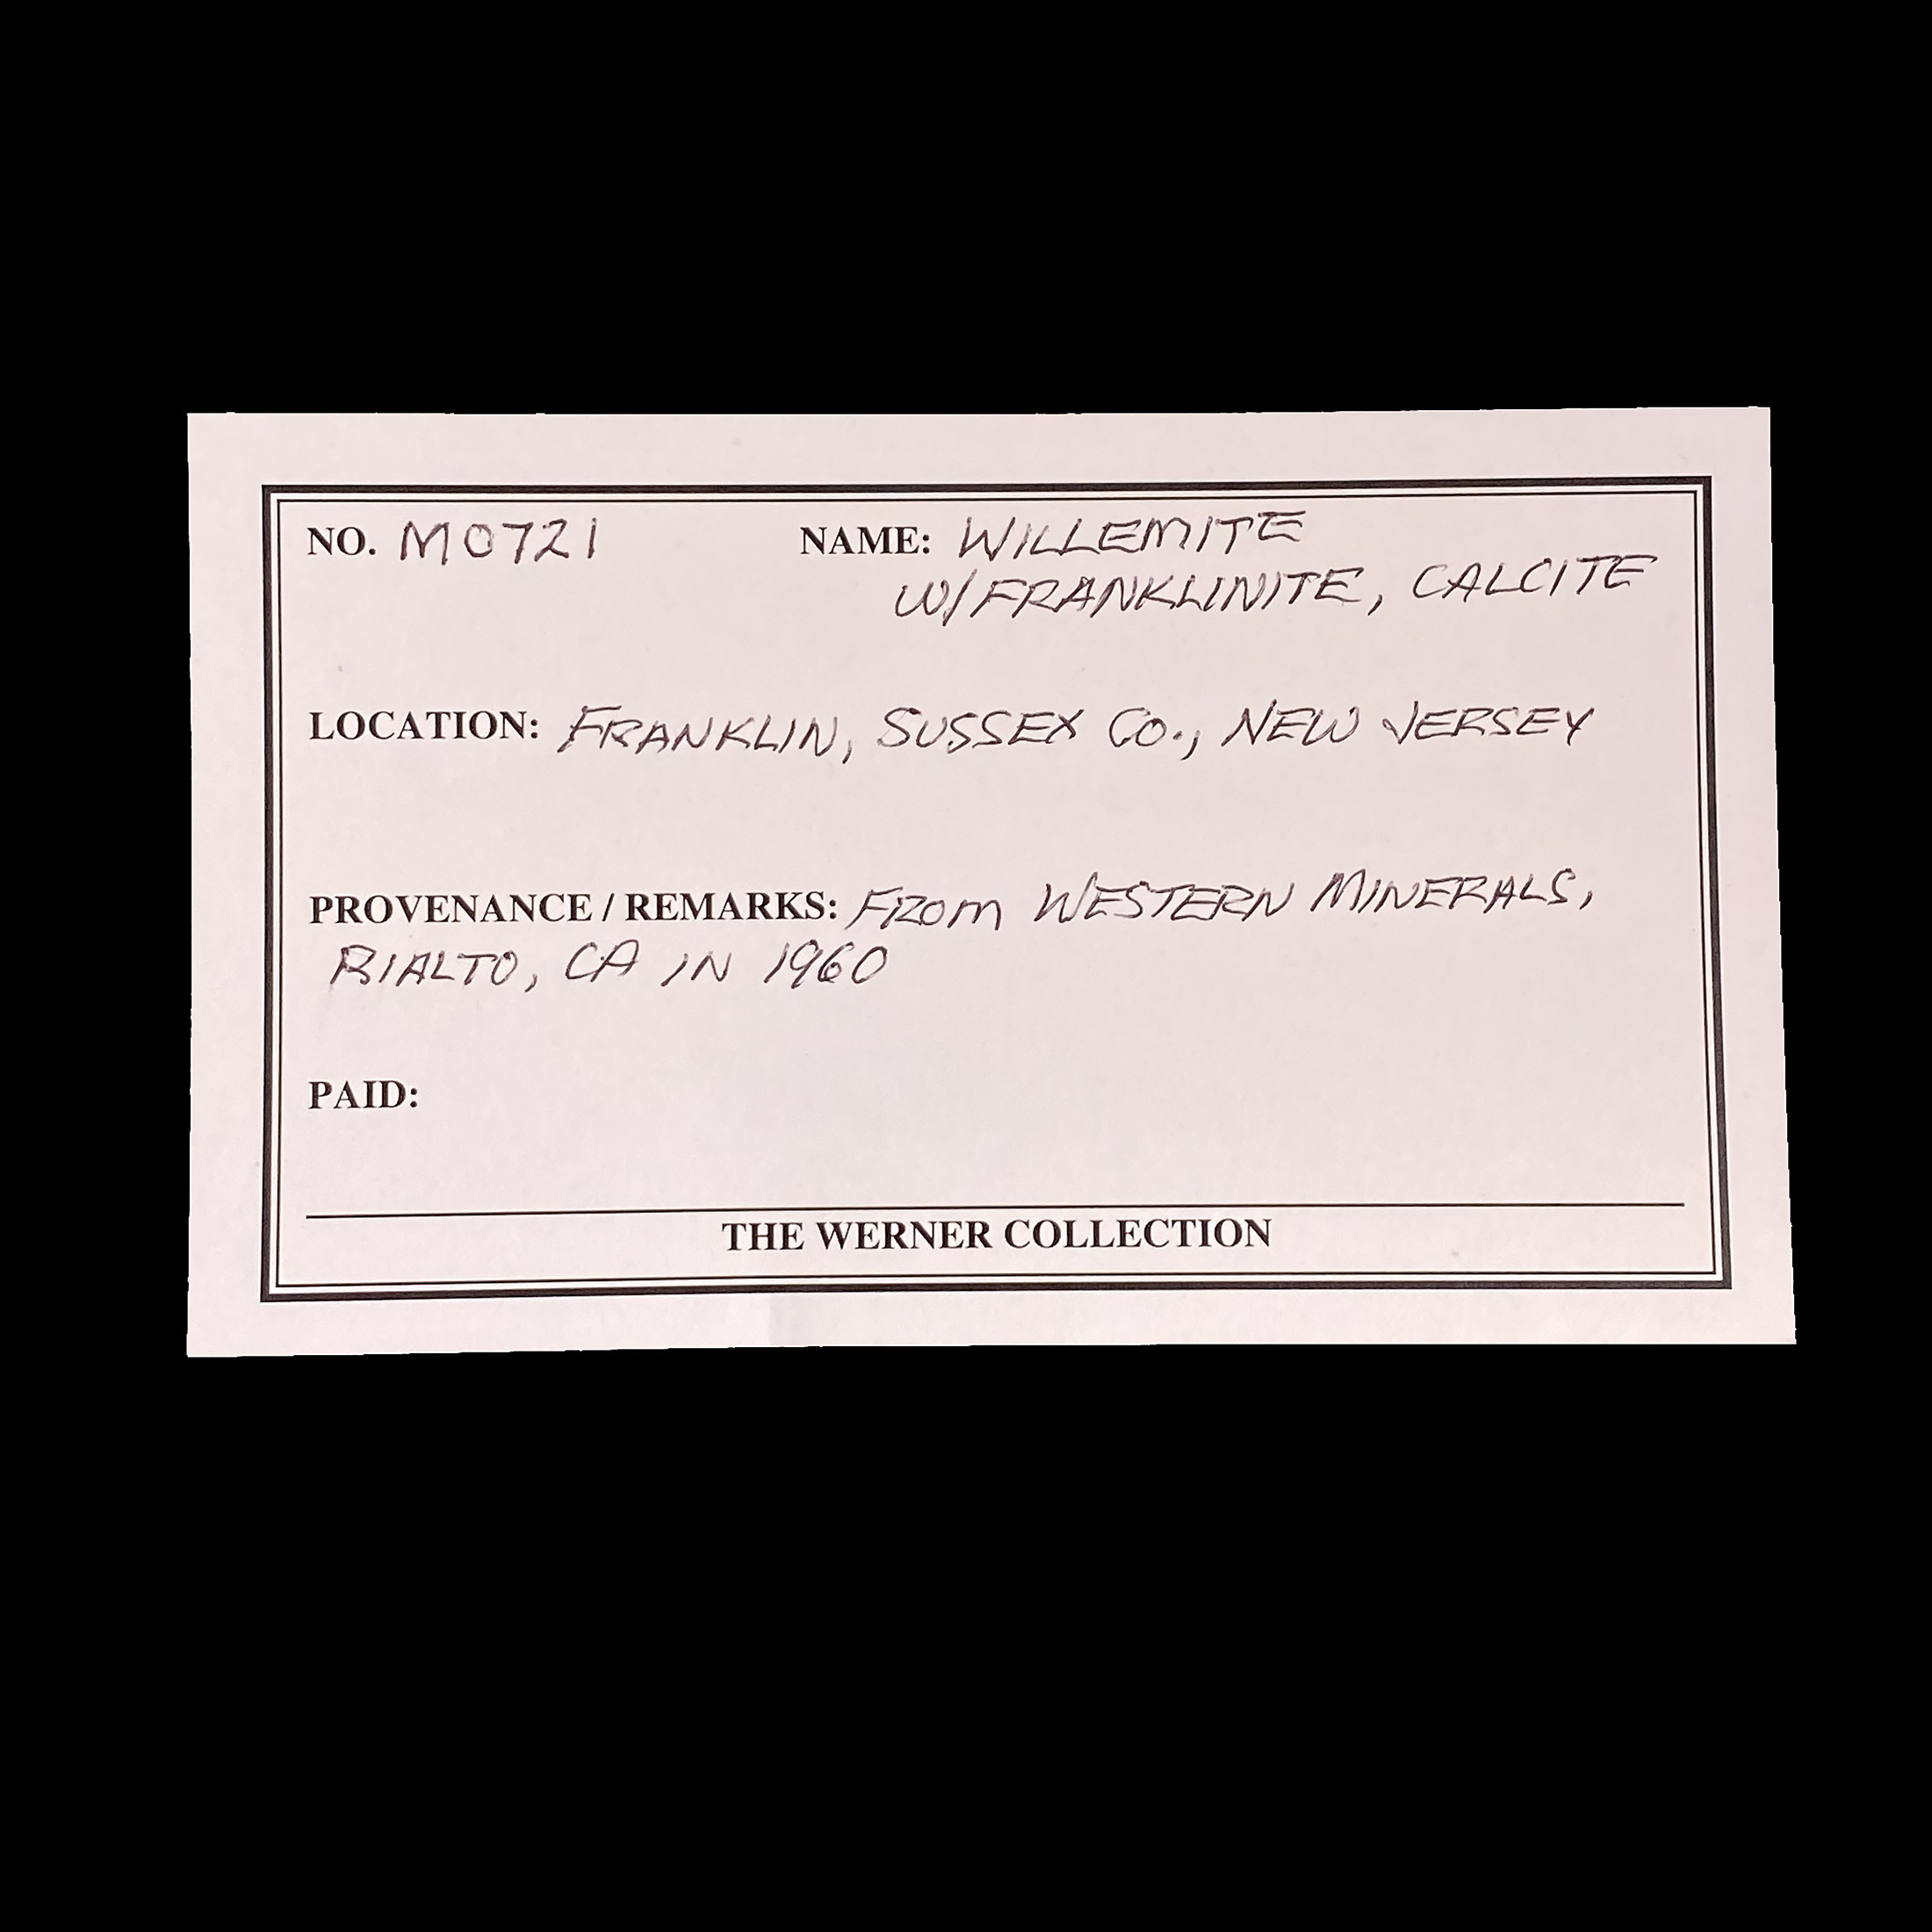 NO. M0721 NAME: WILLEMITE
W/FRANKLINITE, CALCITE
LOCATION: FRANKLIN, SUSSEX CO., NEW JERSEY
PROVENANCE / REMARKS: FROM WESTERN MINERALS,
RIALTO, CA IN 1960
PAID:
THE WERNER COLLECTION